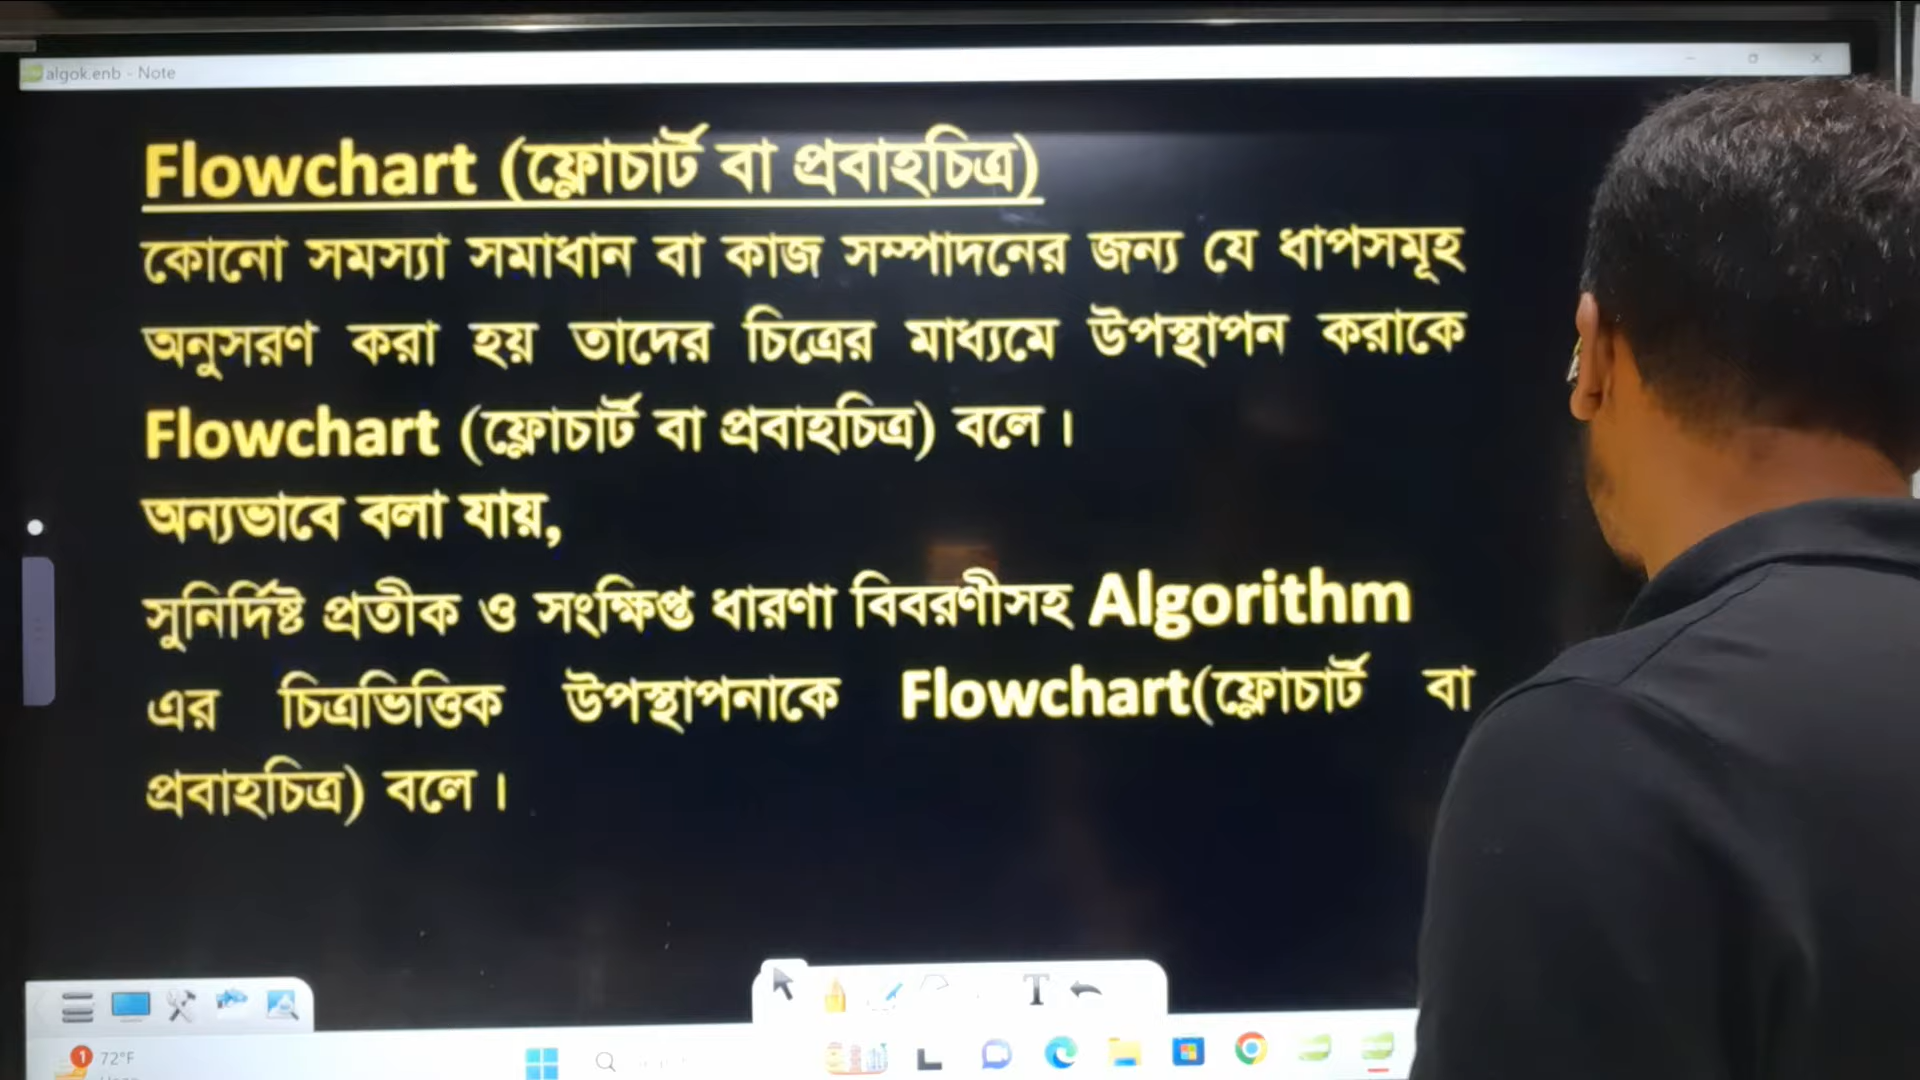 algok.enb - Note
Flowchart (ফ্লোচার্ট বা প্রবাহচিত্র)
কোনো সমস্যা সমাধান বা কাজ সম্পাদনের জন্য যে ধাপসমূহ
অনুসরণ করা হয় তাদের চিত্রের মাধ্যমে উপস্থাপন করাকে
Flowchart (ফ্লোচার্ট বা প্রবাহচিত্র) বলে।
অন্যভাবে বলা যায়,
সুনির্দিষ্ট প্রতীক ও সংক্ষিপ্ত ধারণা বিবরণীসহ Algorithm
এর চিত্রভিত্তিক উপস্থাপনাকে Flowchart(ফ্লোচার্ট বা
প্রবাহচিত্র) বলে।
T
1 72°F